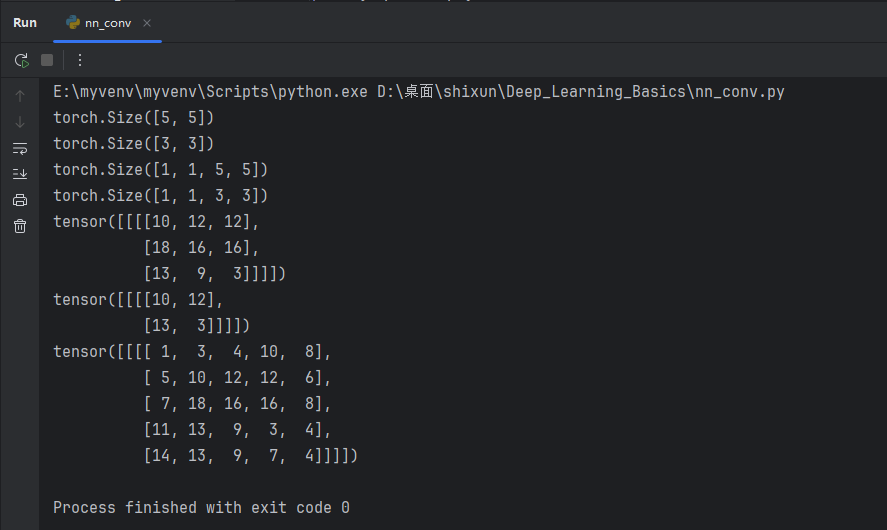 Run nn_conv
E:\myvenv\myvenv\Scripts\python.exe D:\桌面\shixun\Deep_Learning_Basics\nn_conv.py
torch.Size([5, 5])
torch.Size([3, 3])
torch.Size([1, 1, 5, 5])
torch.Size([1, 1, 3, 3])
tensor([[[[10, 12, 12],
          [18, 16, 16],
          [13,  9,  3]]]])
tensor([[[[10, 12],
          [13,  3]]]])
tensor([[[[ 1,  3,  4, 10,  8],
          [ 5, 10, 12, 12,  6],
          [ 7, 18, 16, 16,  8],
          [11, 13,  9,  3,  4],
          [14, 13,  9,  7,  4]]]])
Process finished with exit code 0